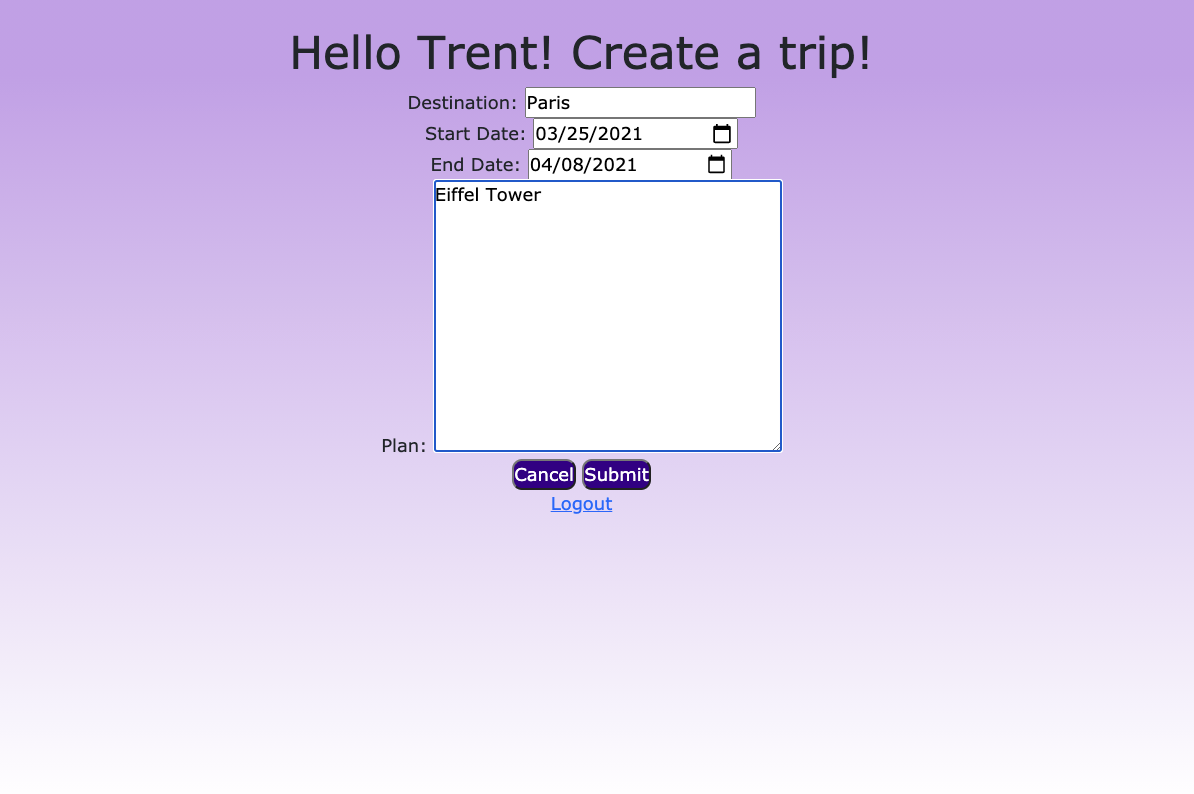 Hello Trent! Create a trip!
Destination: Paris
Start Date: 03/25/2021
End Date: 04/08/2021
Eiffel Tower
Plan:
Cancel Submit
Logout